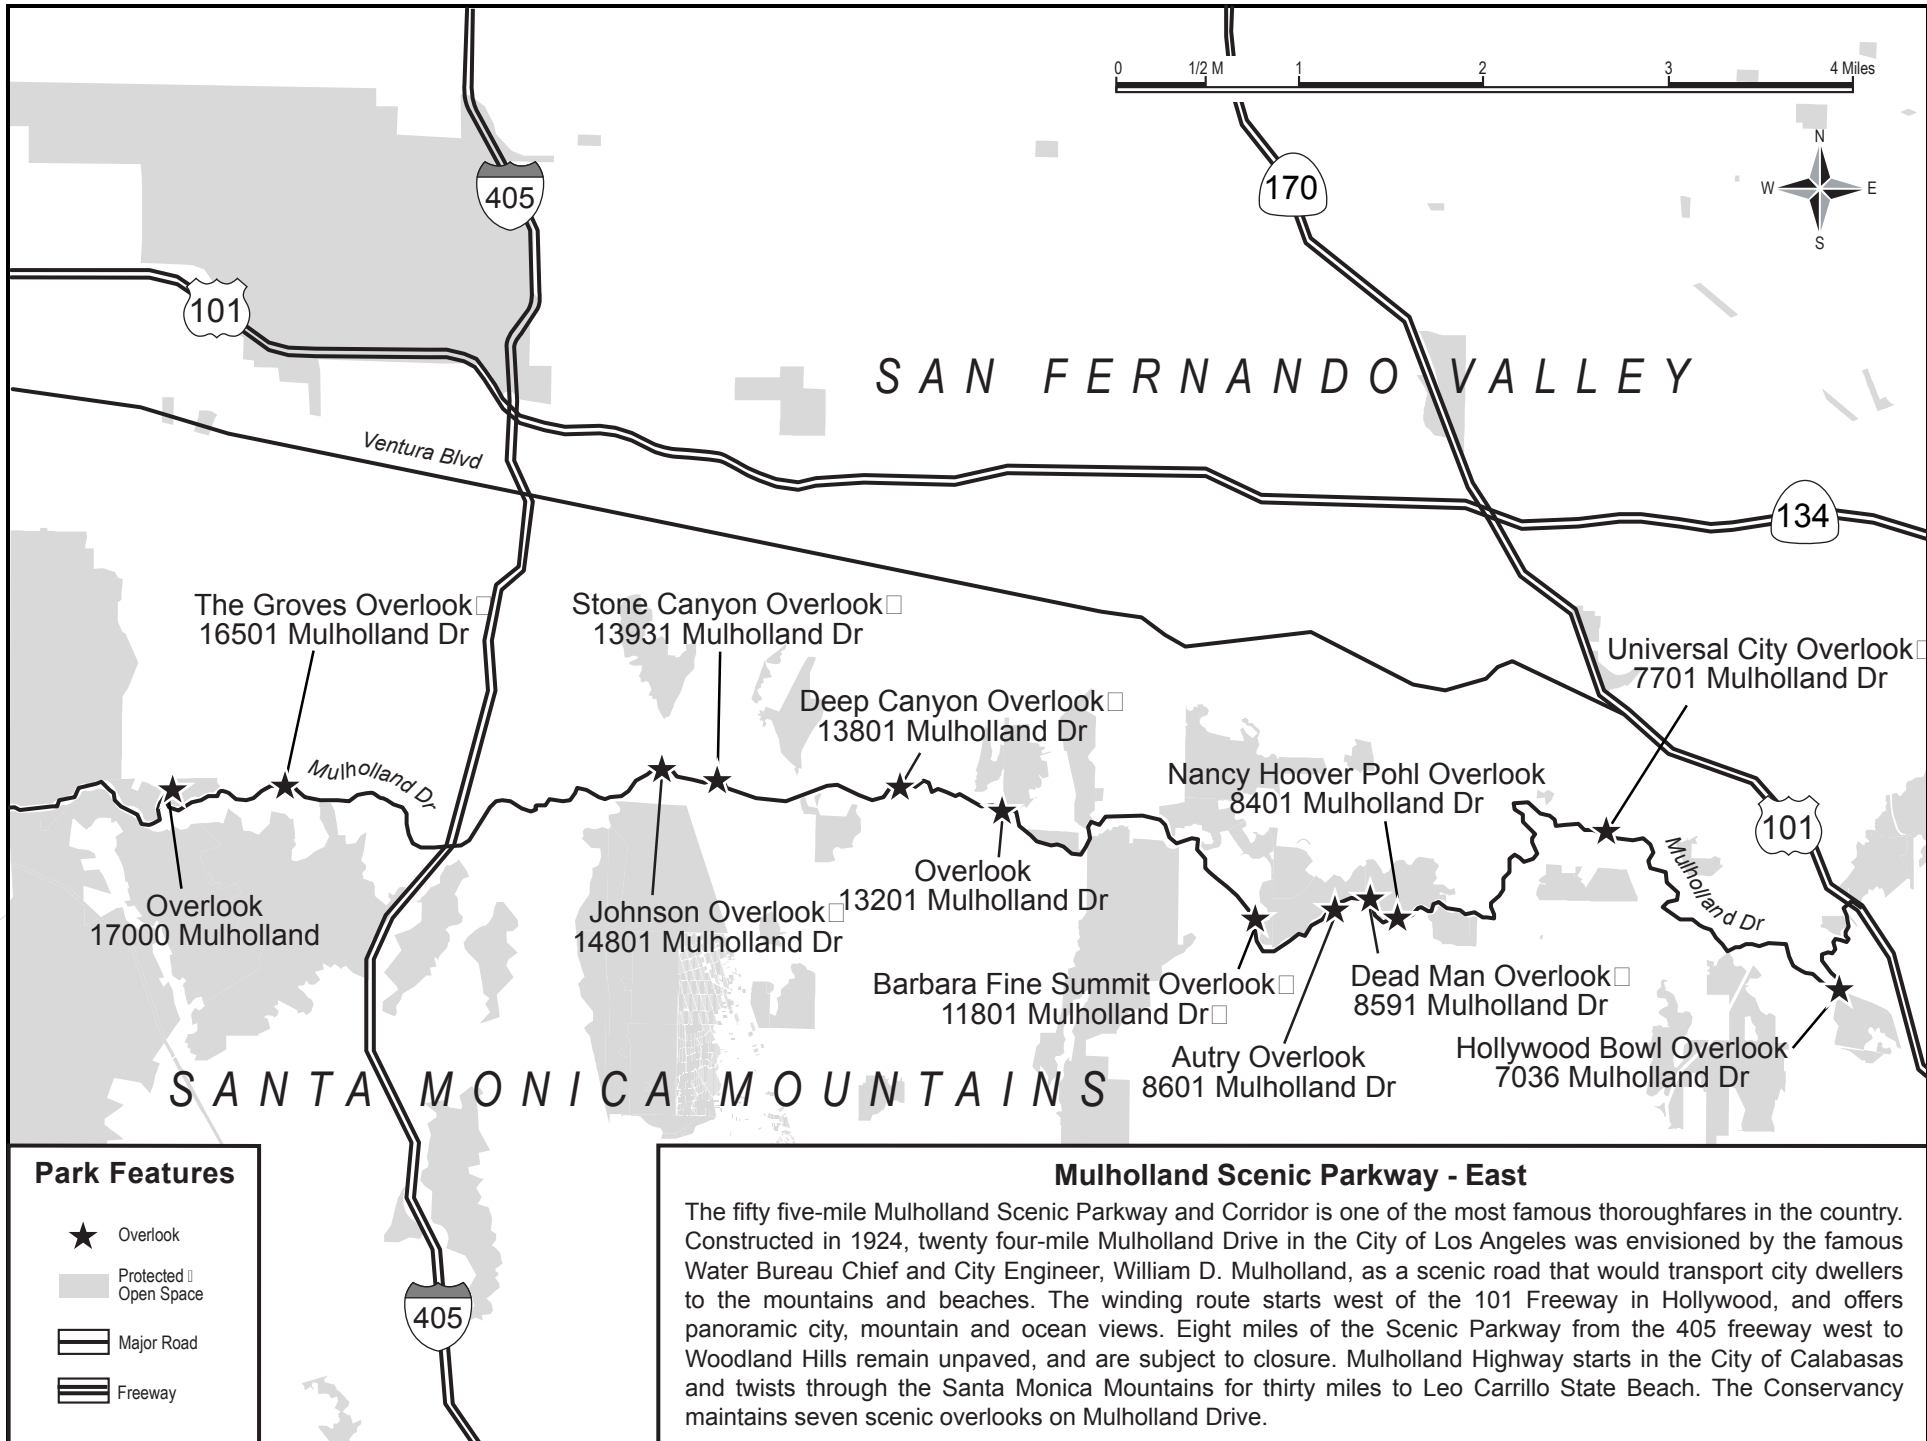 0 1/2 M 1 2 3 4 Miles
N
W E
S
405
170
101
SAN FERNANDO VALLEY
Ventura Blvd
134
The Groves Overlook
16501 Mulholland Dr
Stone Canyon Overlook
13931 Mulholland Dr
Universal City Overlook
7701 Mulholland Dr
Deep Canyon Overlook
13801 Mulholland Dr
Mulholland Dr
Nancy Hoover Pohl Overlook
8401 Mulholland Dr
101
Mulholland Dr
Overlook
17000 Mulholland
Johnson Overlook
14801 Mulholland Dr
Overlook
13201 Mulholland Dr
Barbara Fine Summit Overlook
11801 Mulholland Dr
Dead Man Overlook
8591 Mulholland Dr
Autry Overlook
8601 Mulholland Dr
Hollywood Bowl Overlook
7036 Mulholland Dr
SANTA MONICA MOUNTAINS
405
Park Features
Overlook
Protected
Open Space
Major Road
Freeway
Mulholland Scenic Parkway - East
The fifty five-mile Mulholland Scenic Parkway and Corridor is one of the most famous thoroughfares in the country.
Constructed in 1924, twenty four-mile Mulholland Drive in the City of Los Angeles was envisioned by the famous
Water Bureau Chief and City Engineer, William D. Mulholland, as a scenic road that would transport city dwellers
to the mountains and beaches. The winding route starts west of the 101 Freeway in Hollywood, and offers
panoramic city, mountain and ocean views. Eight miles of the Scenic Parkway from the 405 freeway west to
Woodland Hills remain unpaved, and are subject to closure. Mulholland Highway starts in the City of Calabasas
and twists through the Santa Monica Mountains for thirty miles to Leo Carrillo State Beach. The Conservancy
maintains seven scenic overlooks on Mulholland Drive.